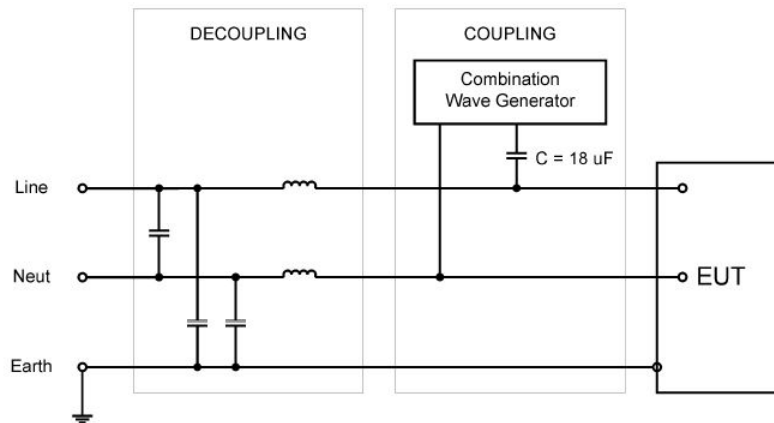 DECOUPLING
COUPLING
Combination
Wave Generator
C = 18 uF
Line
Neut
EUT
Earth